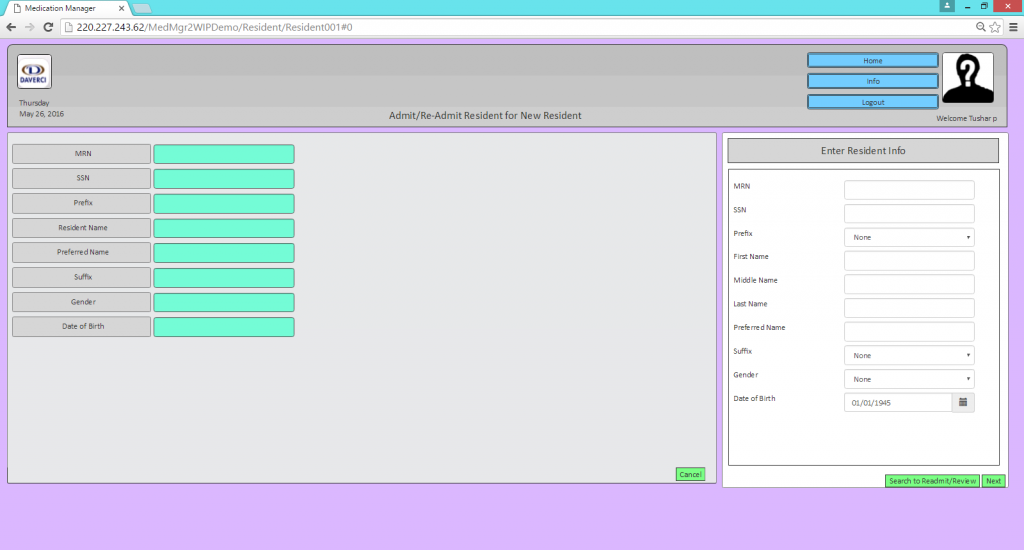 Medication Manager
220.227.243.62/MedMgr2WIPDemo/Resident/Resident001#0
DAVERCI
Thursday
May 26, 2016
Admit/Re-Admit Resident for New Resident
Home
Info
Logout
Welcome Tushar p
MRN
SSN
Prefix
Resident Name
Preferred Name
Suffix
Gender
Date of Birth
Cancel
Enter Resident Info
MRN
SSN
Prefix None
First Name
Middle Name
Last Name
Preferred Name
Suffix None
Gender None
Date of Birth 01/01/1945
Search to Readmit/Review Next